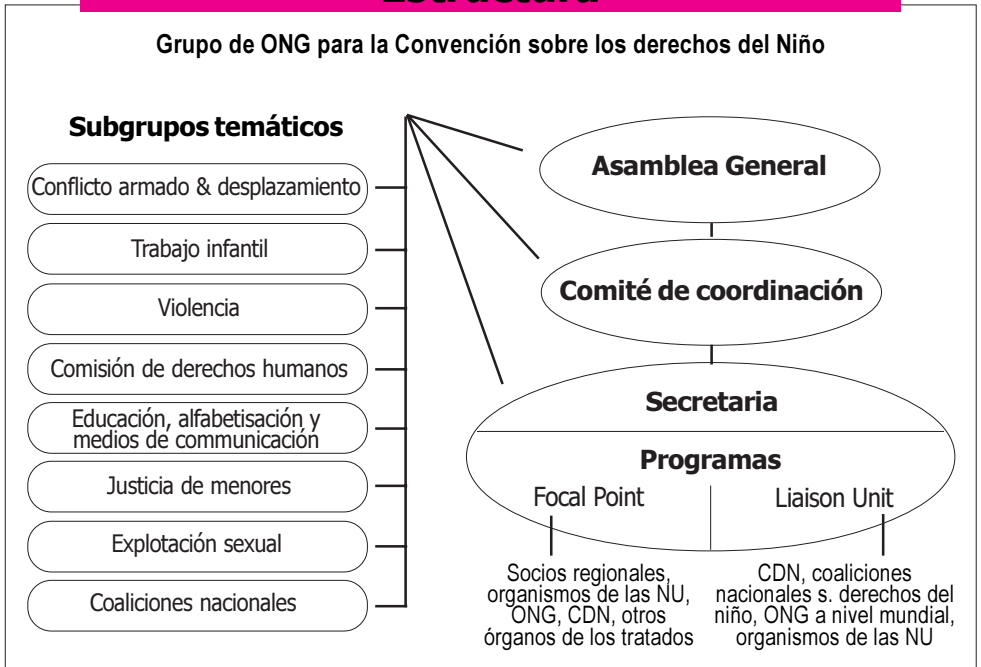 Estructura
Grupo de ONG para la Convención sobre los derechos del Niño
Subgrupos temáticos
Conflicto armado & desplazamiento
Trabajo infantil
Violencia
Comisión de derechos humanos
Educación, alfabetisación y
medios de communicación
Justicia de menores
Explotación sexual
Coaliciones nacionales
Asamblea General
Comité de coordinación
Secretaria
Programas
Focal Point
Liaison Unit
Socios regionales,
organismos de las NU,
ONG, CDN, otros
órganos de los tratados
CDN, coaliciones
nacionales s. derechos del
niño, ONG a nivel mundial,
organismos de las NU